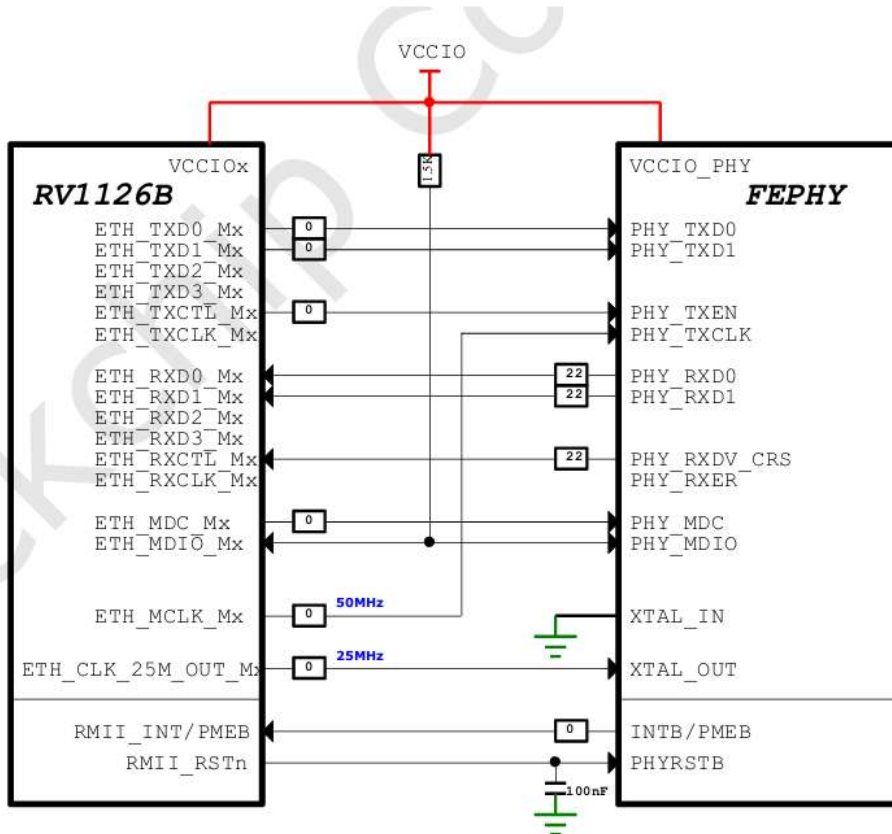 VCCIO
VCCIOx
VCCIO_PHY
1.5K
RV1126B
FEPHY
ETH_TXD0_Mx
0
PHY_TXD0
ETH_TXD1_Mx
0
PHY_TXD1
ETH_TXD2_Mx
ETH_TXD3_Mx
ETH_TXCTL_Mx
0
PHY_TXEN
ETH_TXCLK_Mx
PHY_TXCLK
ETH_RXD0_Mx
22
PHY_RXD0
ETH_RXD1_Mx
22
PHY_RXD1
ETH_RXD2_Mx
ETH_RXD3_Mx
ETH_RXCTL_Mx
22
PHY_RXDV_CRS
ETH_RXCLK_Mx
PHY_RXER
ETH_MDC_Mx
0
PHY_MDC
ETH_MDIO_Mx
PHY_MDIO
50MHz
ETH_MCLK_Mx
0
XTAL_IN
25MHz
ETH_CLK_25M_OUT_Mx
0
XTAL_OUT
RMII_INT/PMEB
0
INTB/PMEB
RMII_RSTn
PHYRSTB
100nF